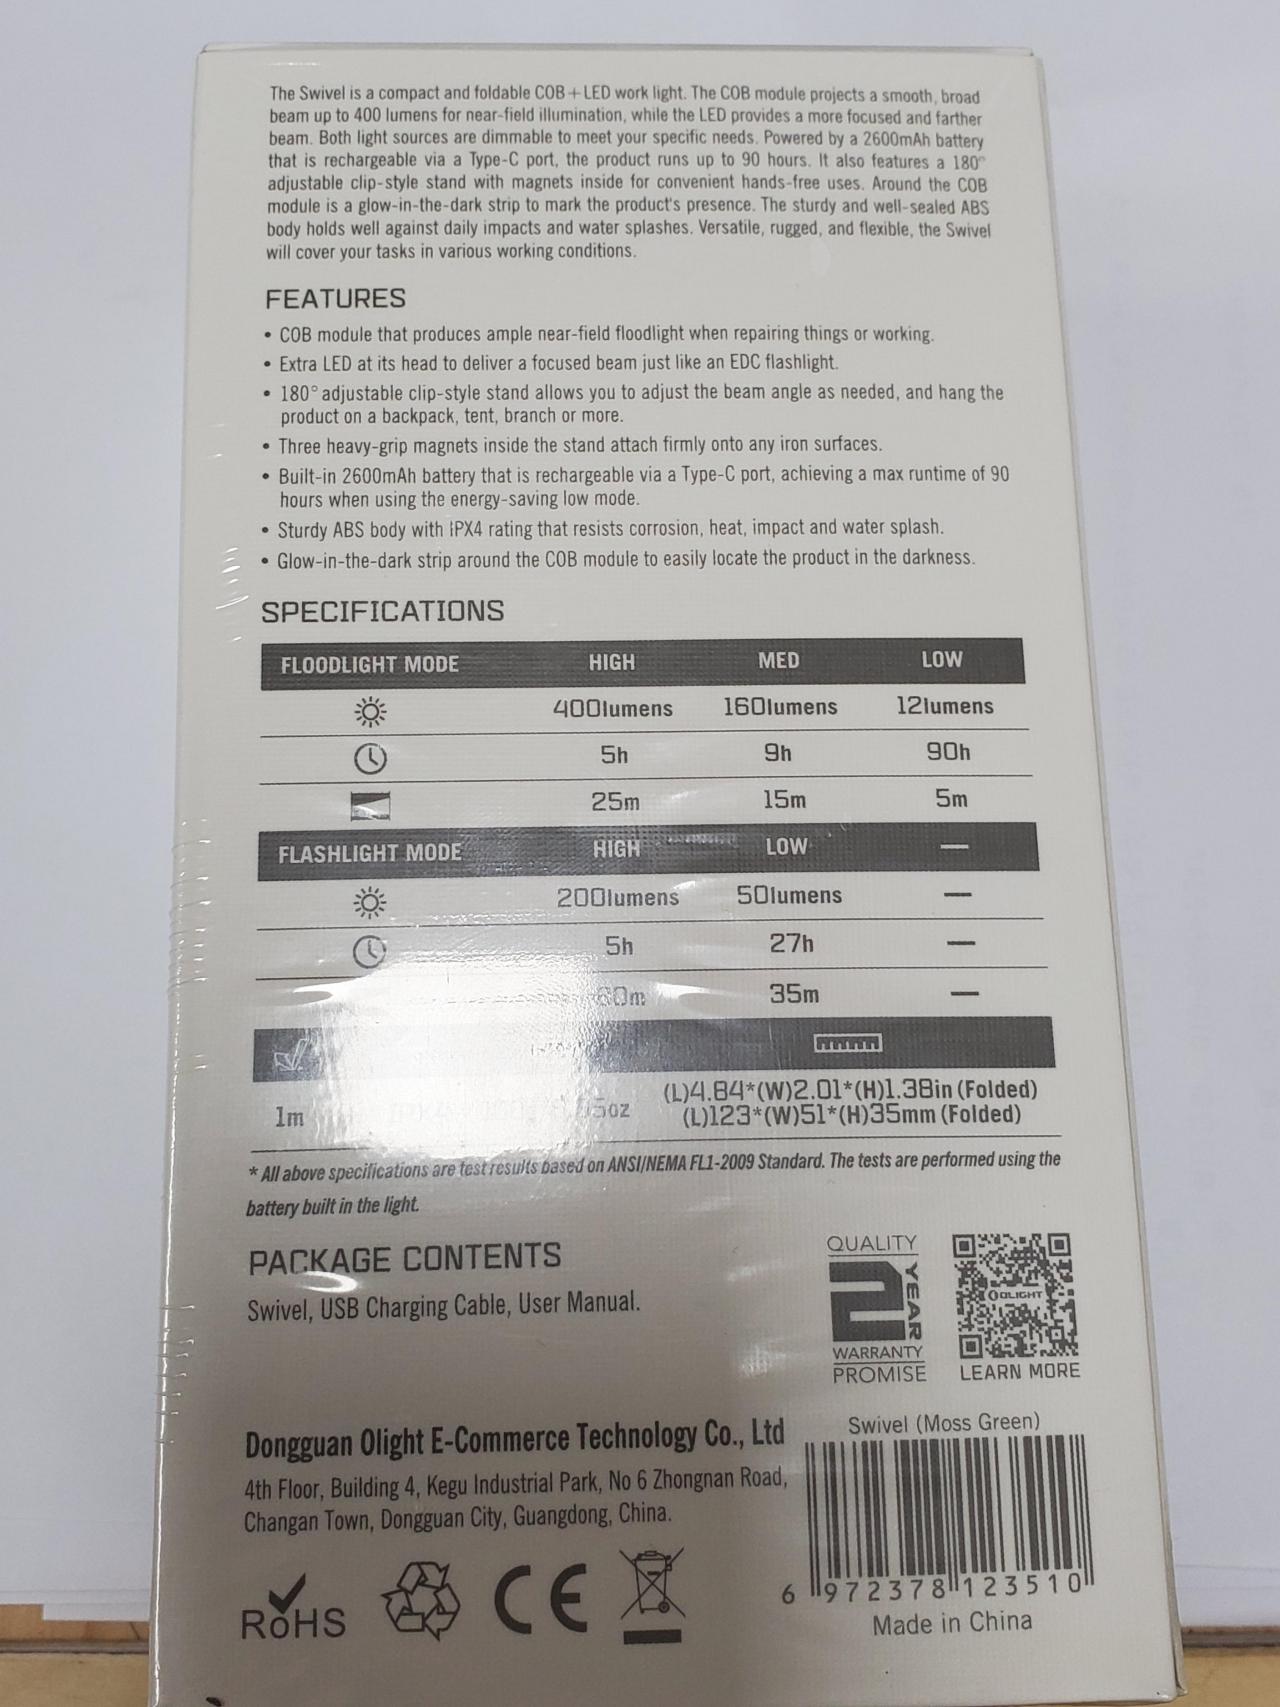 The Swivel is a compact and foldable COB+LED work light. The COB module projects a smooth, broad
beam up to 400 lumens for near-field illumination, while the LED provides a more focused and farther
beam. Both light sources are dimmable to meet your specific needs. Powered by a 2600mAh battery
that is rechargeable via a Type-C port, the product runs up to 90 hours. It also features a 180°
adjustable clip-style stand with magnets inside for convenient hands-free uses. Around the COB
module is a glow-in-the-dark strip to mark the product's presence. The sturdy and well-sealed ABS
body holds well against daily impacts and water splashes. Versatile, rugged, and flexible, the Swivel
will cover your tasks in various working conditions.
FEATURES
• COB module that produces ample near-field floodlight when repairing things or working.
• Extra LED at its head to deliver a focused beam just like an EDC flashlight.
• 180° adjustable clip-style stand allows you to adjust the beam angle as needed, and hang the
product on a backpack, tent, branch or more.
• Three heavy-grip magnets inside the stand attach firmly onto any iron surfaces.
• Built-in 2600mAh battery that is rechargeable via a Type-C port, achieving a max runtime of 90
hours when using the energy-saving low mode.
• Sturdy ABS body with IPX4 rating that resists corrosion, heat, impact and water splash.
• Glow-in-the-dark strip around the COB module to easily locate the product in the darkness.
SPECIFICATIONS
FLOODLIGHT MODE HIGH MED LOW
400lumens 160lumens 12lumens
5h 9h 90h
25m 15m 5m
FLASHLIGHT MODE HIGH LOW —
200lumens 50lumens —
5h 27h —
35m —
(L)4.84*(W)2.01*(H)1.38in (Folded)
1m (L)123*(W)51*(H)35mm (Folded)
* All above specifications are test results based on ANSI/NEMA FL1-2009 Standard. The tests are performed using the
battery built in the light.
PACKAGE CONTENTS
Swivel, USB Charging Cable, User Manual.
QUALITY
2 YEAR
WARRANTY
PROMISE
OLIGHT
LEARN MORE
Dongguan Olight E-Commerce Technology Co., Ltd
4th Floor, Building 4, Kegu Industrial Park, No 6 Zhongnan Road,
Changan Town, Dongguan City, Guangdong, China.
Swivel (Moss Green)
6 972378 123510
Made in China
RoHS
CE